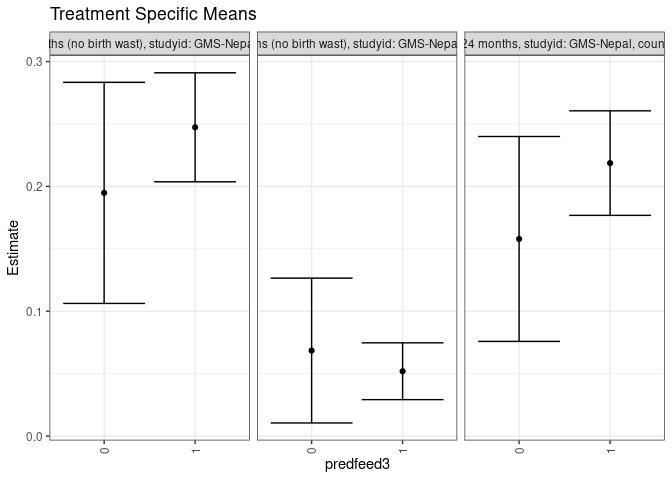 Treatment Specific Means
ths (no birth wast), studyid: GMS-Nepa
ns (no birth wast), studyid: GMS-Nepa
24 months, studyid: GMS-Nepal, coun
0.3
0.2
0.1
0.0
Estimate
0 1 0 1 0 1
predfeed3